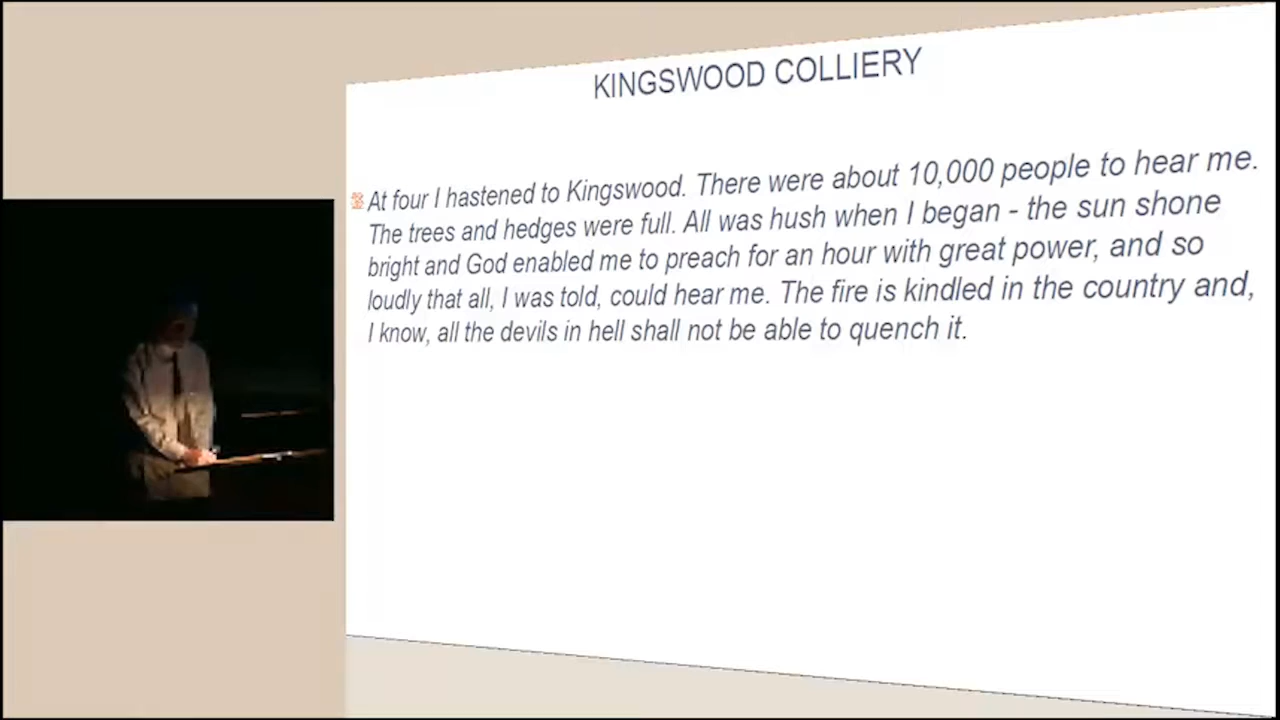 KINGSWOOD COLLIERY
At four I hastened to Kingswood. There were about 10,000 people to hear me.
The trees and hedges were full. All was hush when I began - the sun shone
bright and God enabled me to preach for an hour with great power, and so
loudly that all, I was told, could hear me. The fire is kindled in the country and,
I know, all the devils in hell shall not be able to quench it.